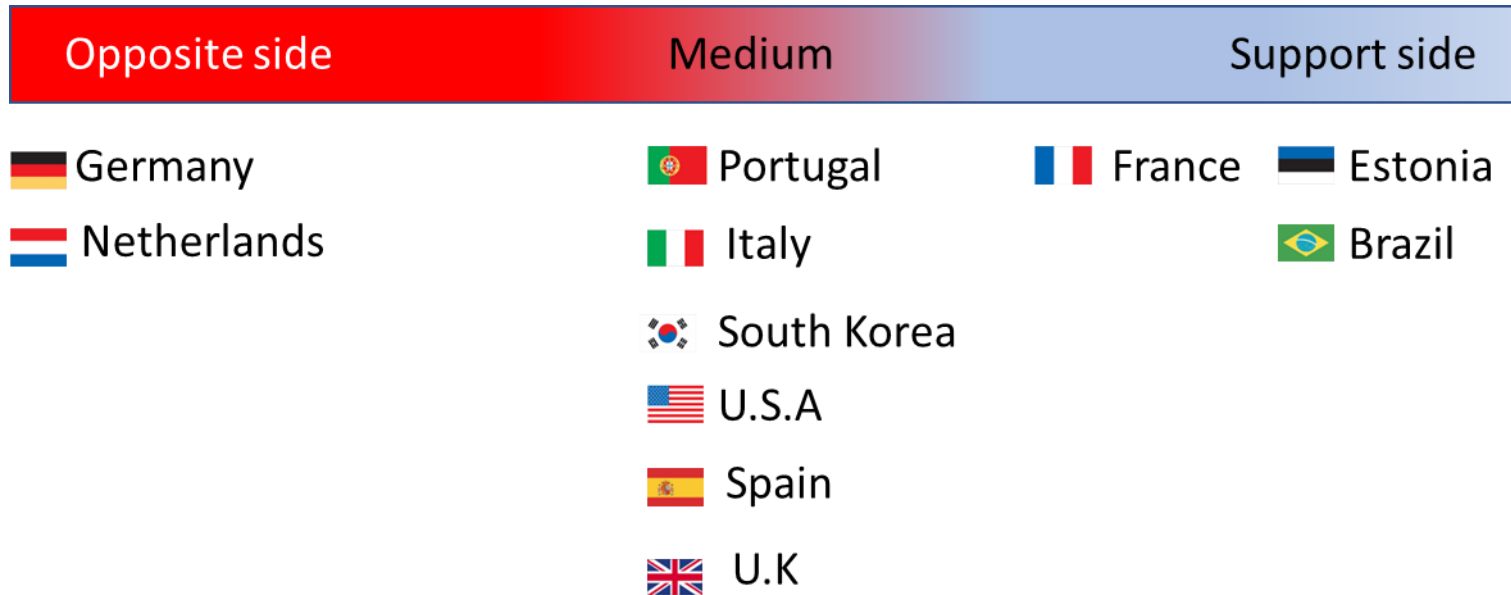 Opposite side Medium Support side
Germany Portugal France Estonia
Netherlands Italy Brazil
South Korea
U.S.A
Spain
U.K